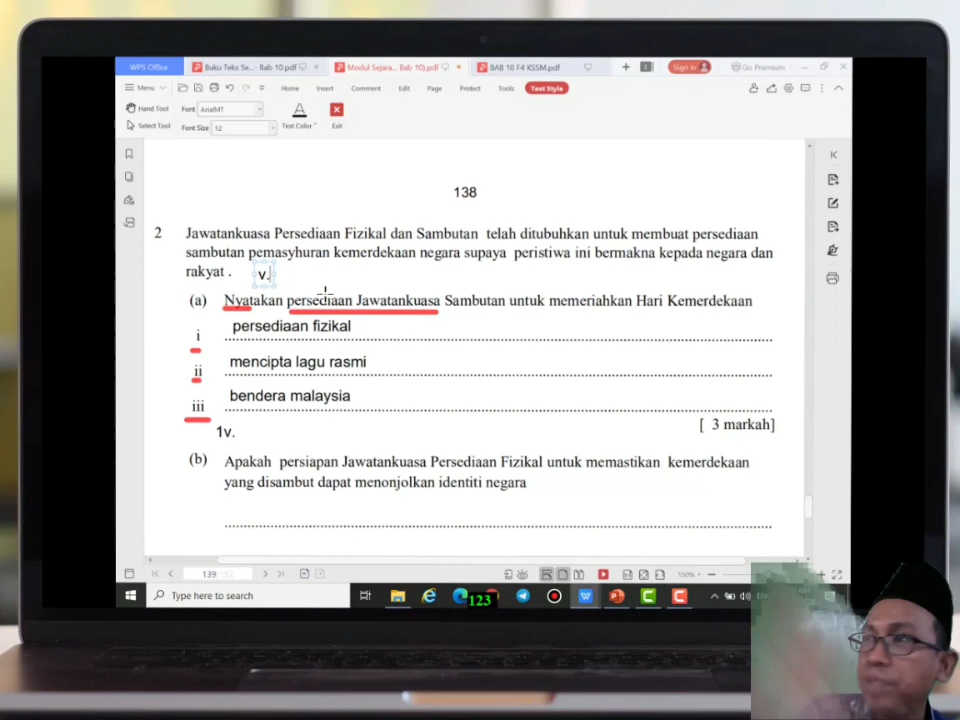 WPS Office
Buku Teks Se...- Bab 10.pdf
Modul Sejara... Bab 10).pdf
BAB 10 F4 KSSM.pdf
Sign in
Go Premium
Menu
Home
Insert
Comment
Edit
Page
Protect
Tools
Text Style
Hand Tool
Select Tool
Font
ArialMT
Font Size
12
Text Color
Exit
138
2 Jawatankuasa Persediaan Fizikal dan Sambutan telah ditubuhkan untuk membuat persediaan
sambutan pemasyhuran kemerdekaan negara supaya peristiwa ini bermakna kepada negara dan
rakyat . v.
(a) Nyatakan persediaan Jawatankuasa Sambutan untuk memeriahkan Hari Kemerdekaan
i persediaan fizikal
ii mencipta lagu rasmi
iii bendera malaysia
[ 3 markah]
1v.
(b) Apakah persiapan Jawatankuasa Persediaan Fizikal untuk memastikan kemerdekaan
yang disambut dapat menonjolkan identiti negara
139/152
150%
Type here to search
123